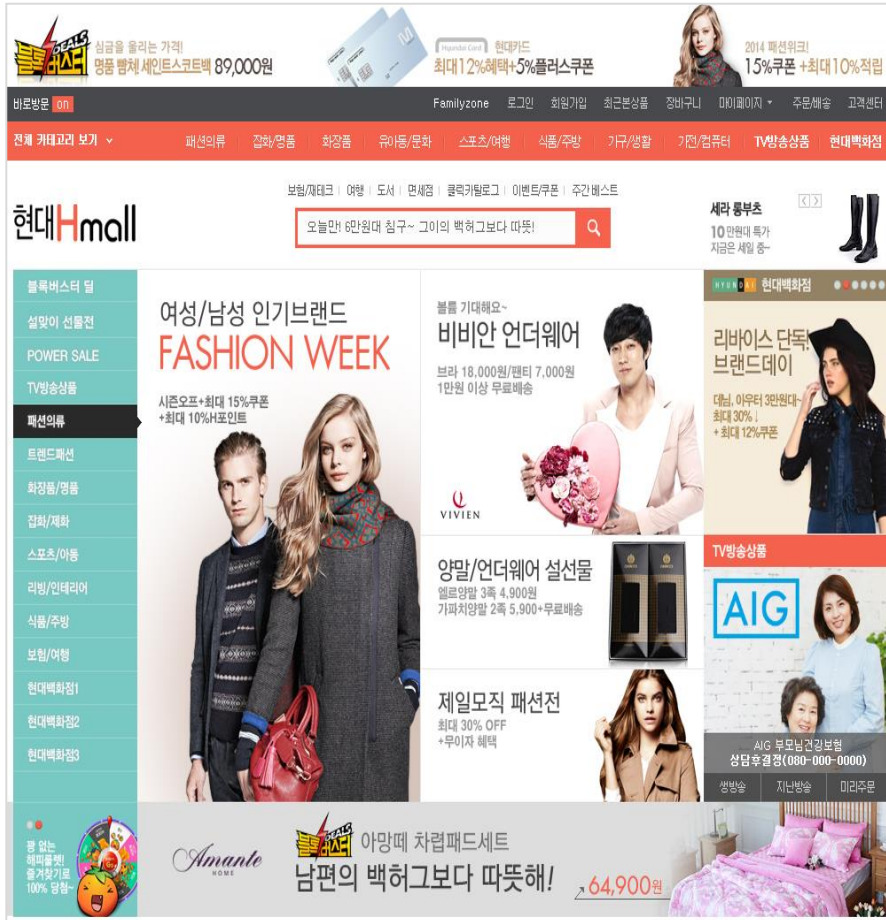 블록버스터 DEALS
심금을 울리는 가격!
명품 뺨체! 세인트스코트백 89,000원
Hyundai Card 현대카드
최대12%혜택+5%플러스쿠폰
2014 패션위크!
15%쿠폰 +최대10%적립
바로방문 on
Familyzone 로그인 회원가입 최근본상품 장바구니 마이페이지 주문/배송 고객센터
전체 카테고리 보기
패션의류 잡화/명품 화장품 유아동/문화 스포츠/여행 식품/주방 가구/생활 가전/컴퓨터 TV방송상품 현대백화점
보험/재테크 여행 도서 면세점 클릭카탈로그 이벤트/쿠폰 주간베스트
현대Hmall
오늘만! 6만원대 침구~ 그이의 백허그보다 따뜻!
세라 롱부츠
10만원대 특가
지금은 세일 중~
블록버스터 딜
설맞이 선물전
POWER SALE
TV방송상품
패션의류
트렌드패션
화장품/명품
잡화/제화
스포츠/아동
리빙/인테리어
식품/주방
보험/여행
현대백화점1
현대백화점2
현대백화점3
여성/남성 인기브랜드
FASHION WEEK
시즌오프+최대 15%쿠폰
+최대 10%H포인트
볼륨 기대해요~
비비안 언더웨어
브라 18,000원/팬티 7,000원
1만원 이상 무료배송
VIVIEN
양말/언더웨어 설선물
엘르양말 3족 4,900원
가파치양말 2족 5,900+무료배송
제일모직 패션전
최대 30% OFF
+무이자 혜택
HYUNDAI 현대백화점
리바이스 단독!
브랜드데이
데님, 아우터 3만원대~
최대 30%↓
+최대 12%쿠폰
TV방송상품
AIG
AIG 부모님건강보험
상담후결정(080-000-0000)
생방송 지난방송 미리주문
꽝 없는
해피룰렛!
즐겨찾기로
100% 당첨~
Amante
HOME
블록버스터 DEALS
아망떼 차렵패드세트
남편의 백허그보다 따뜻해!
64,900원